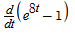 d/dt(e^{8t} − 1)